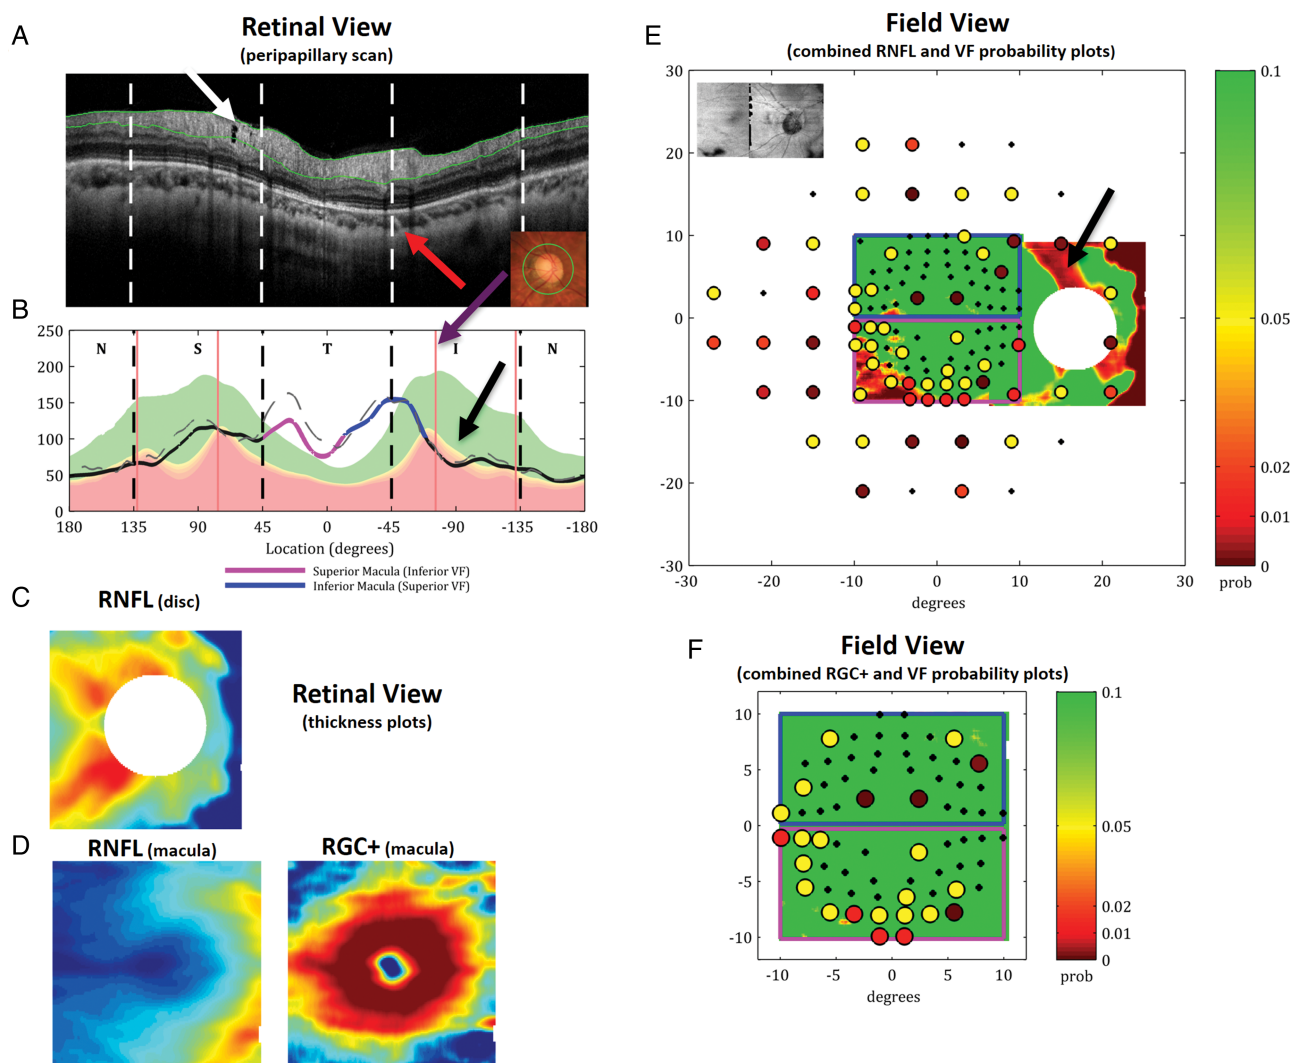 A
Retinal View
(peripapillary scan)
B
250
200
150
100
50
0
N
S
T
I
N
180
135
90
45
0
-45
-90
-135
-180
Location (degrees)
Superior Macula (Inferior VF)
Inferior Macula (Superior VF)
C
RNFL (disc)
Retinal View
(thickness plots)
D
RNFL (macula)
RGC+ (macula)
E
Field View
(combined RNFL and VF probability plots)
30
20
10
0
-10
-20
-30
-30
-20
-10
0
10
20
30
degrees
0.1
0.05
0.02
0.01
0
prob
F
Field View
(combined RGC+ and VF probability plots)
10
5
0
-5
-10
-10
-5
0
5
10
degrees
0.1
0.05
0.02
0.01
0
prob